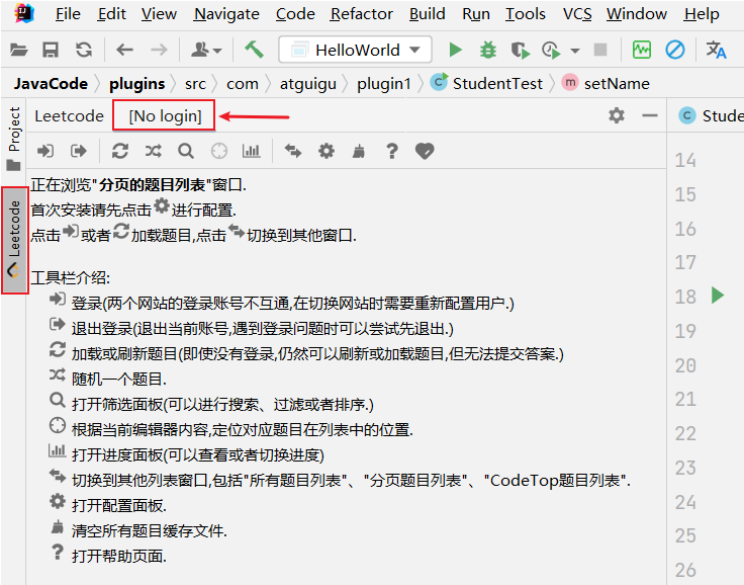 File Edit View Navigate Code Refactor Build Run Tools VCS Window Help
HelloWorld
JavaCode plugins src com atguigu plugin1 StudentTest setName
Project
Leetcode [No login]
Stude
Leetcode
正在浏览"分页的题目列表"窗口.
首次安装请先点击进行配置.
点击或者加载题目,点击切换到其他窗口.
工具栏介绍:
登录(两个网站的登录账号不互通,在切换网站时需要重新配置用户.)
退出登录(退出当前账号,遇到登录问题时可以尝试先退出.)
加载或刷新题目(即使没有登录,仍然可以刷新或加载题目,但无法提交答案.)
随机一个题目.
打开筛选面板(可以进行搜索、过滤或者排序.)
根据当前编辑器内容,定位对应题目在列表中的位置.
打开进度面板(可以查看或者切换进度)
切换到其他列表窗口,包括"所有题目列表"、"分页题目列表"、"CodeTop题目列表".
打开配置面板.
清空所有题目缓存文件.
打开帮助页面.
14
15
16
17
18
19
20
21
22
23
24
25
26